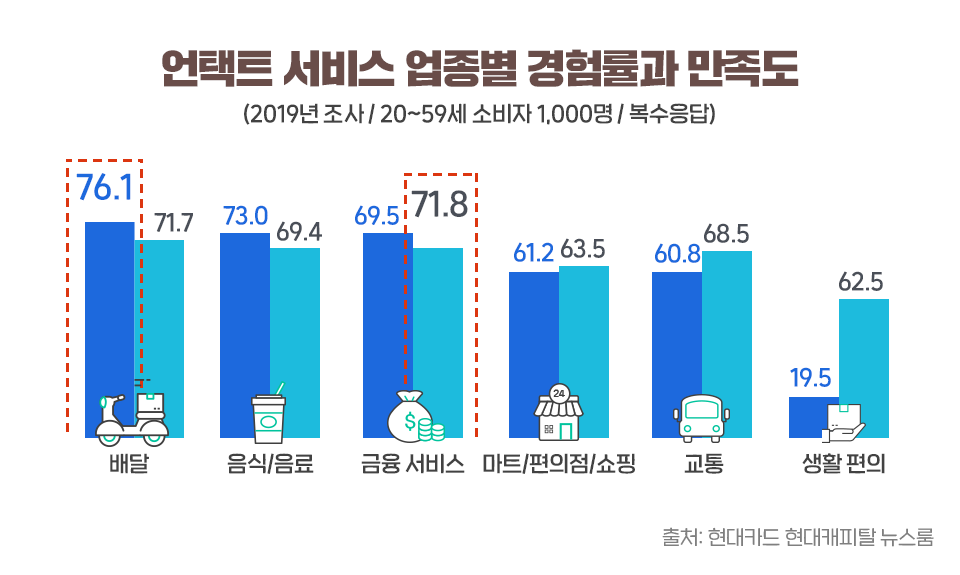 언택트 서비스 업종별 경험률과 만족도
(2019년 조사 / 20~59세 소비자 1,000명 / 복수응답)
76.1
71.7
73.0
69.4
69.5
71.8
61.2
63.5
60.8
68.5
19.5
62.5
$
24
배달
음식/음료
금융 서비스
마트/편의점/쇼핑
교통
생활 편의
출처: 현대카드 현대캐피탈 뉴스룸